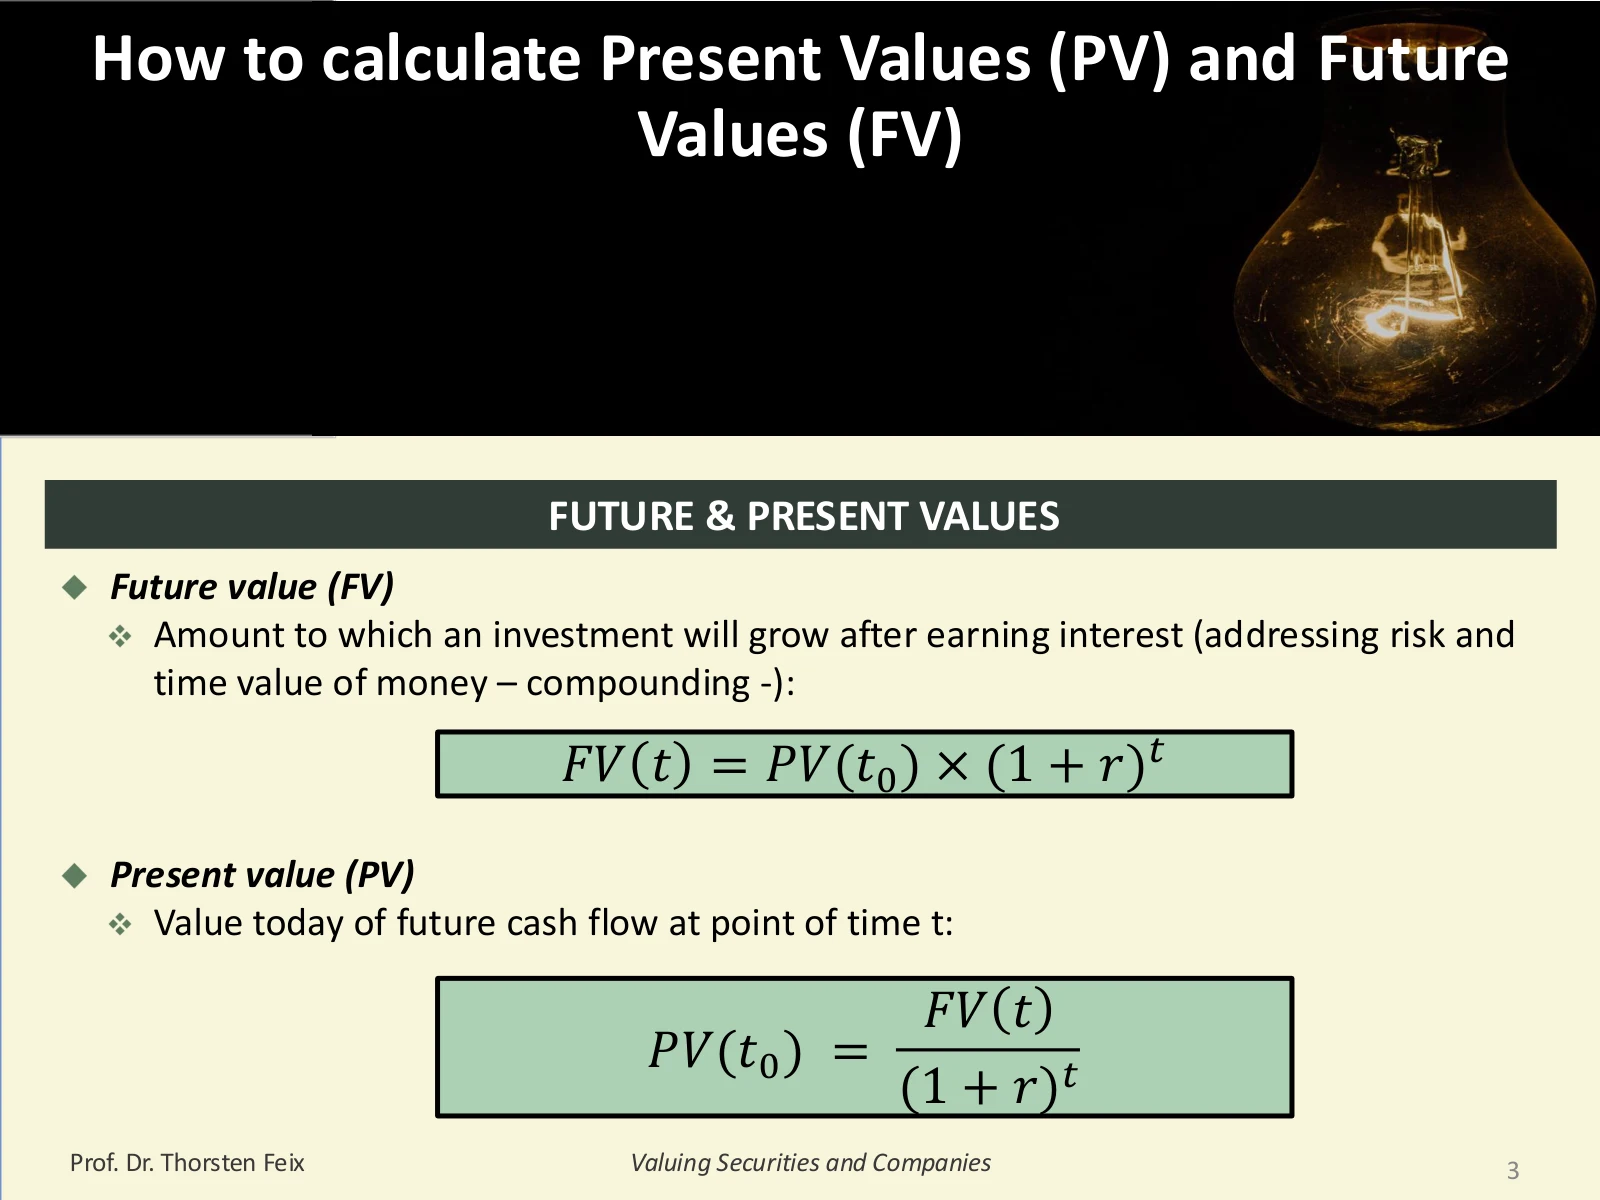 How to calculate Present Values (PV) and Future
Values (FV)
FUTURE & PRESENT VALUES
◆ Future value (FV)
❖ Amount to which an investment will grow after earning interest (addressing risk and
time value of money – compounding -):
FV(t) = PV(t₀) × (1 + r)ᵗ
◆ Present value (PV)
❖ Value today of future cash flow at point of time t:
PV(t₀) = FV(t) / (1 + r)ᵗ
Prof. Dr. Thorsten Feix
Valuing Securities and Companies
3